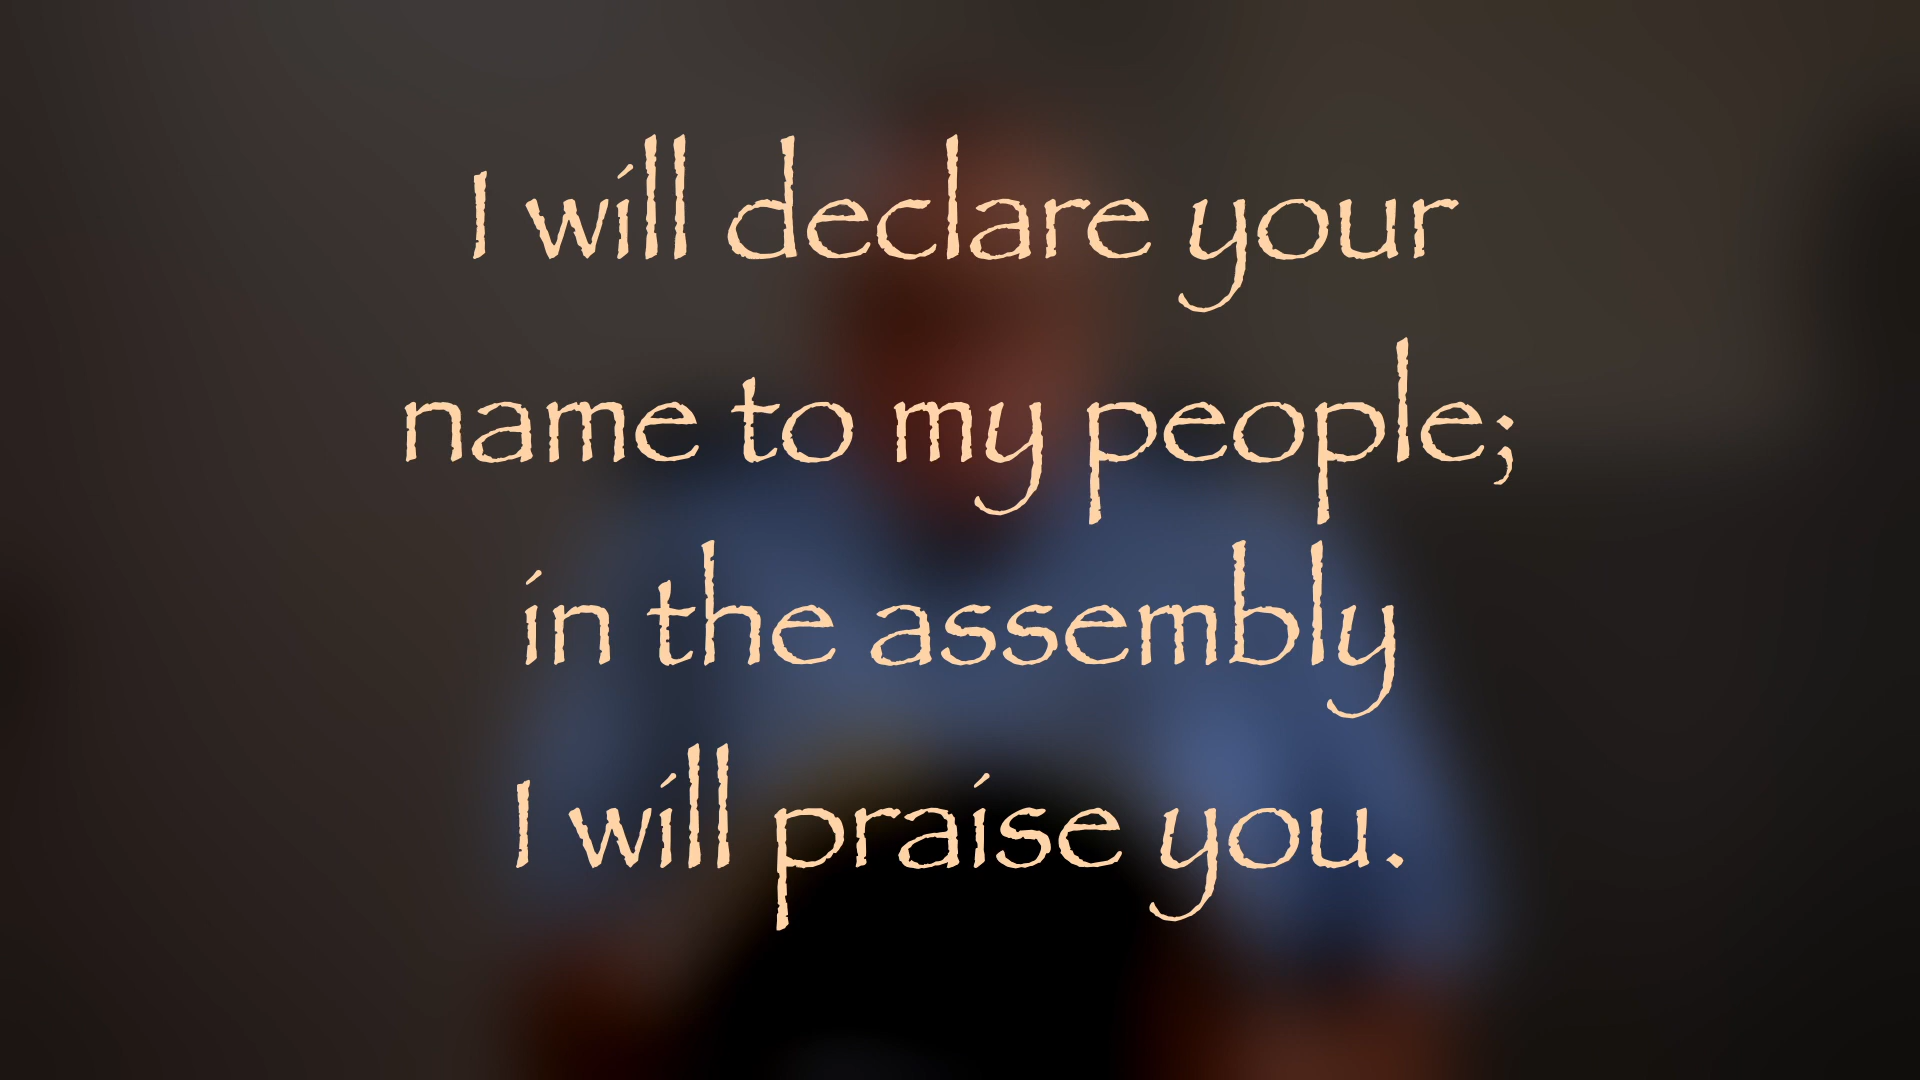 I will declare your
name to my people;
in the assembly
I will praise you.